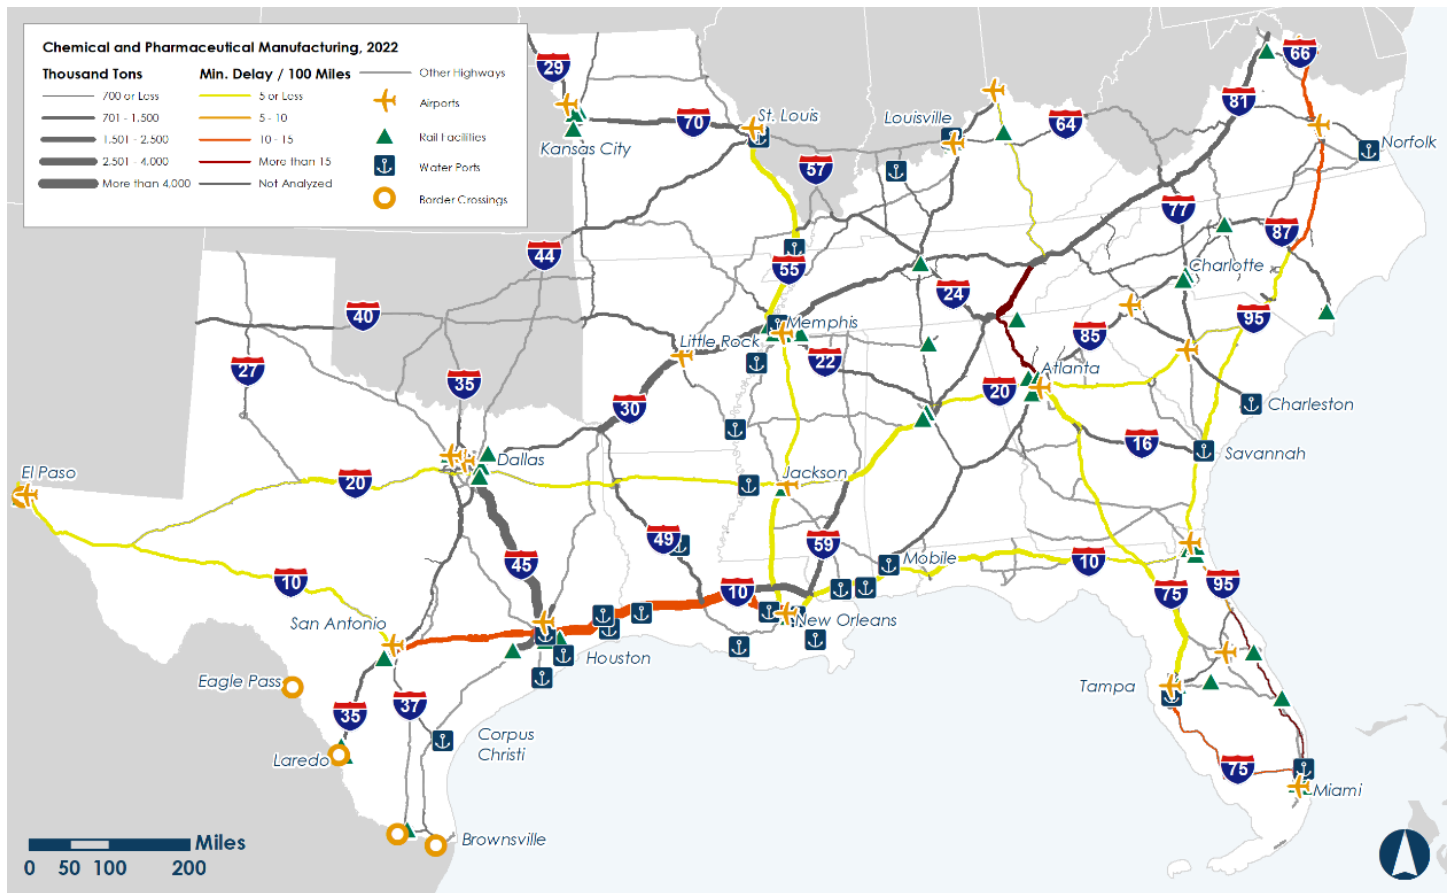 Chemical and Pharmaceutical Manufacturing, 2022
Thousand Tons
Min. Delay / 100 Miles
Other Highways
700 or Less
5 or Less
Airports
701 - 1,500
5 - 10
1,501 - 2,500
10 - 15
Rail Facilities
2,501 - 4,000
More than 15
Water Ports
More than 4,000
Not Analyzed
Border Crossings
29
66
81
70
St. Louis
Louisville
64
Kansas City
Norfolk
57
77
87
44
55
Charlotte
24
40
95
Memphis
Little Rock
85
22
27
35
Atlanta
20
30
Charleston
16
Savannah
Dallas
El Paso
Jackson
20
49
59
45
Mobile
10
10
10
75
95
San Antonio
New Orleans
Houston
Eagle Pass
Tampa
37
35
Corpus
Christi
Laredo
75
Miami
Brownsville
Miles
0 50 100 200